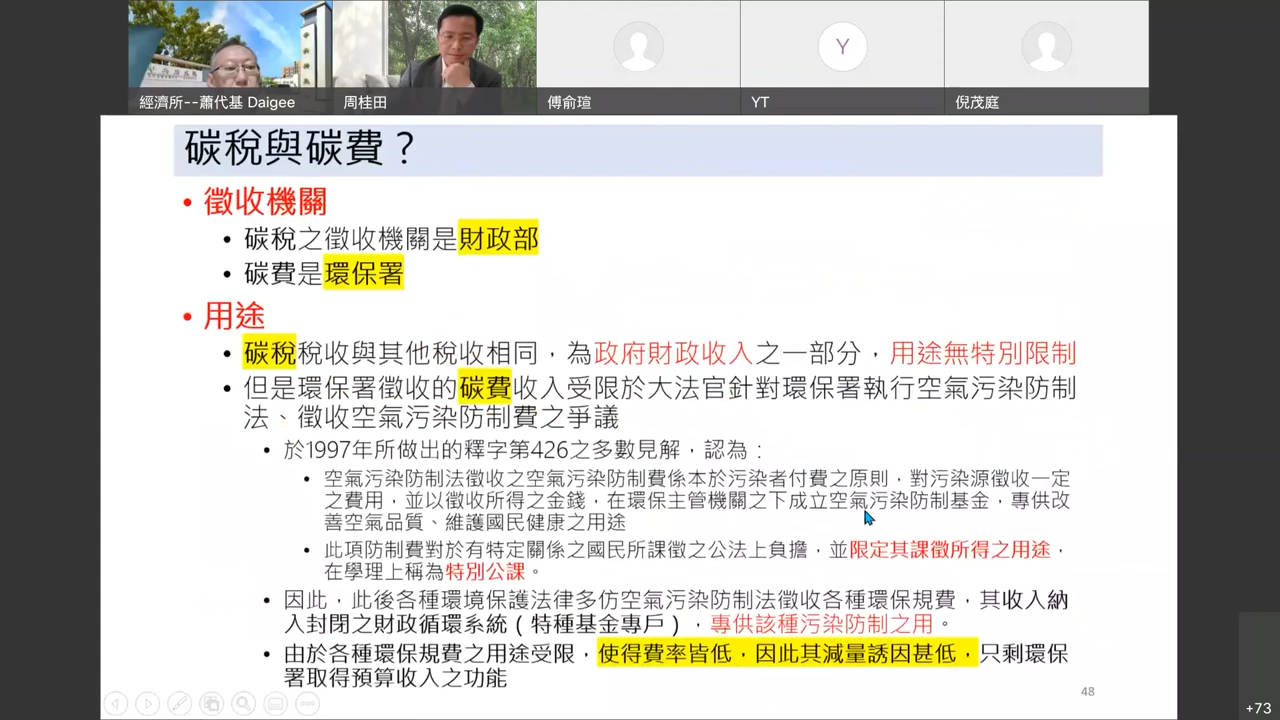 經濟所--蕭代基 Daigee
周桂田
傅俞瑄
Y
YT
倪茂庭
碳稅與碳費？
• 徵收機關
• 碳稅之徵收機關是財政部
• 碳費是環保署
• 用途
• 碳稅稅收與其他稅收相同，為政府財政收入之一部分，用途無特別限制
• 但是環保署徵收的碳費收入受限於大法官針對環保署執行空氣污染防制
法、徵收空氣污染防制費之爭議
• 於1997年所做出的釋字第426之多數見解，認為：
• 空氣污染防制法徵收之空氣污染防制費係本於污染者付費之原則，對污染源徵收一定
之費用，並以徵收所得之金錢，在環保主管機關之下成立空氣污染防制基金，專供改
善空氣品質、維護國民健康之用途
• 此項防制費對於有特定關係之國民所課徵之公法上負擔，並限定其課徵所得之用途，
在學理上稱為特別公課。
• 因此，此後各種環境保護法律多仿空氣污染防制法徵收各種環保規費，其收入納
入封閉之財政循環系統（特種基金專戶），專供該種污染防制之用。
• 由於各種環保規費之用途受限，使得費率皆低，因此其減量誘因甚低，只剩環保
署取得預算收入之功能
48
+73